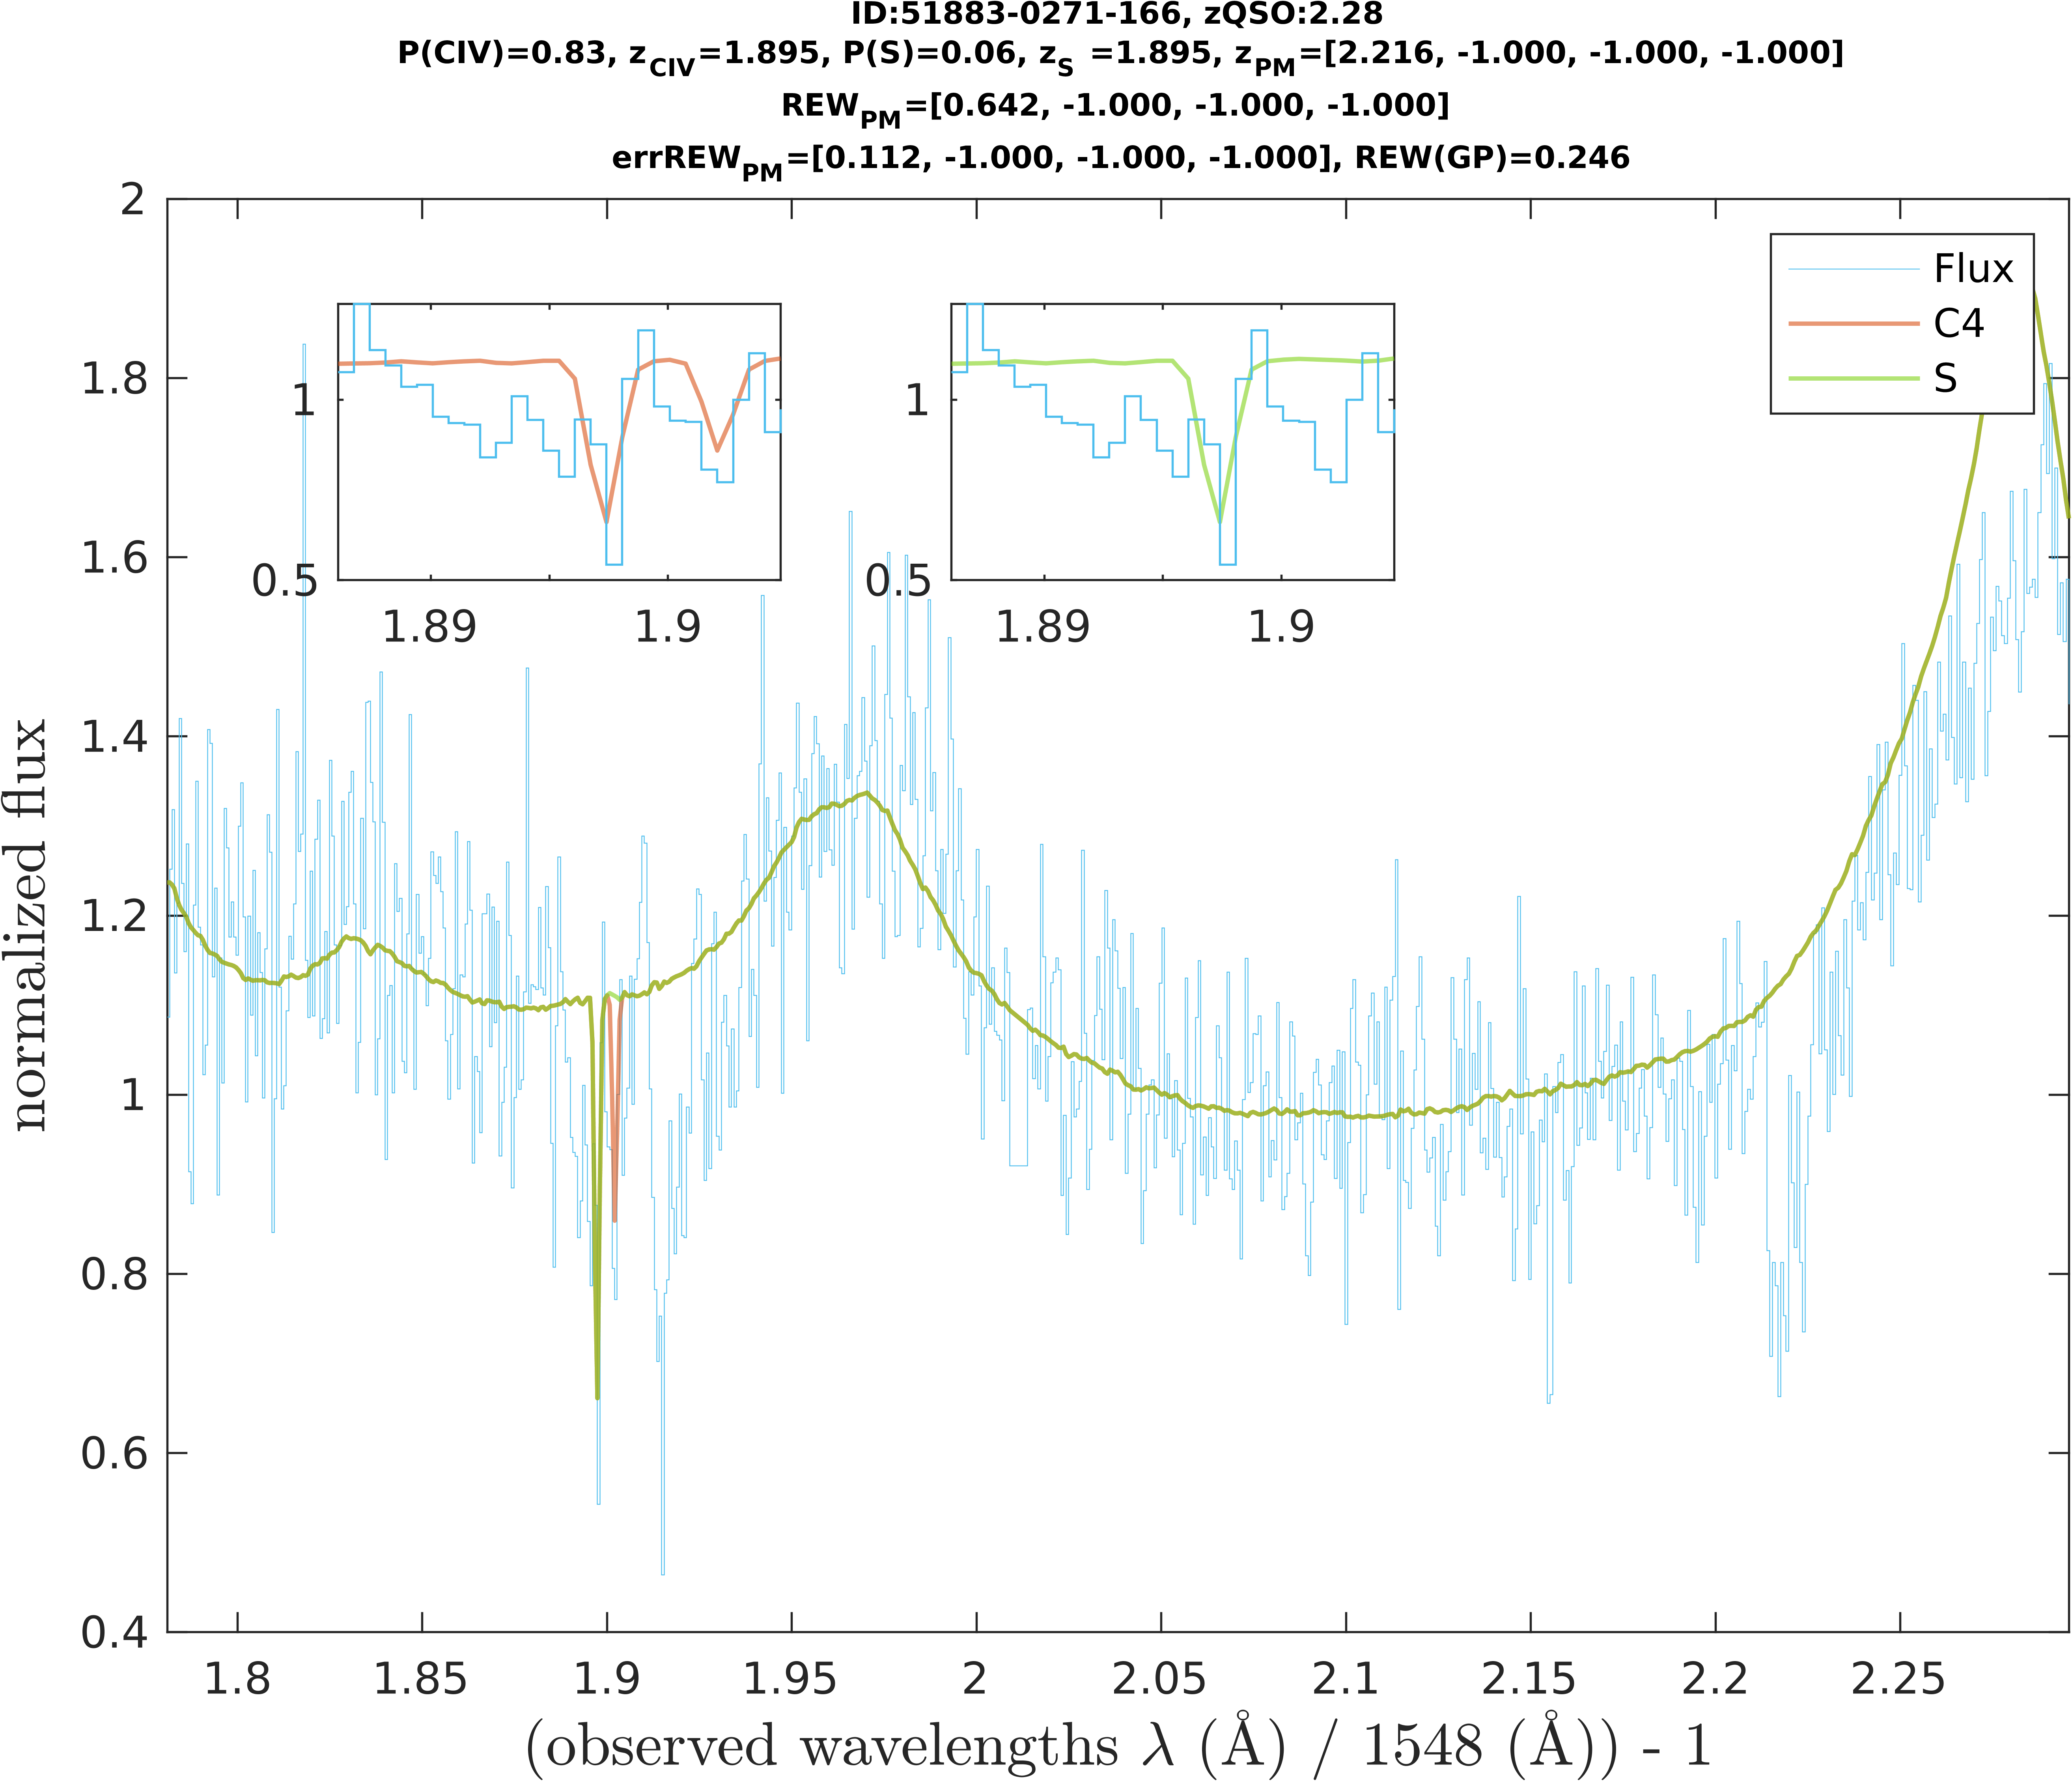 ID:51883-0271-166, zQSO:2.28
P(CIV)=0.83, zCIV=1.895, P(S)=0.06, zS =1.895, zPM=[2.216, -1.000, -1.000, -1.000]
REWPM=[0.642, -1.000, -1.000, -1.000]
errREWPM=[0.112, -1.000, -1.000, -1.000], REW(GP)=0.246
2
1.8
1.6
1.4
1.2
1
0.8
0.6
0.4
normalized flux
1
0.5
1.89 1.9
1
0.5
1.89 1.9
Flux
C4
S
1.8 1.85 1.9 1.95 2 2.05 2.1 2.15 2.2 2.25
(observed wavelengths λ (Å) / 1548 (Å)) - 1